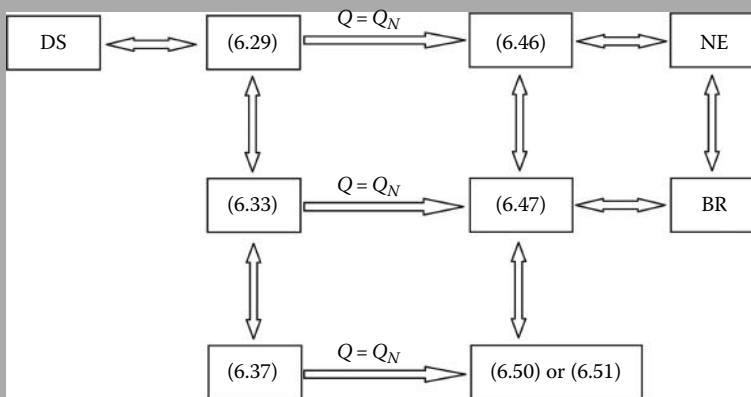 Q = Q_N
DS (6.29) (6.46) NE
Q = Q_N
(6.33) (6.47) BR
Q = Q_N
(6.37) (6.50) or (6.51)